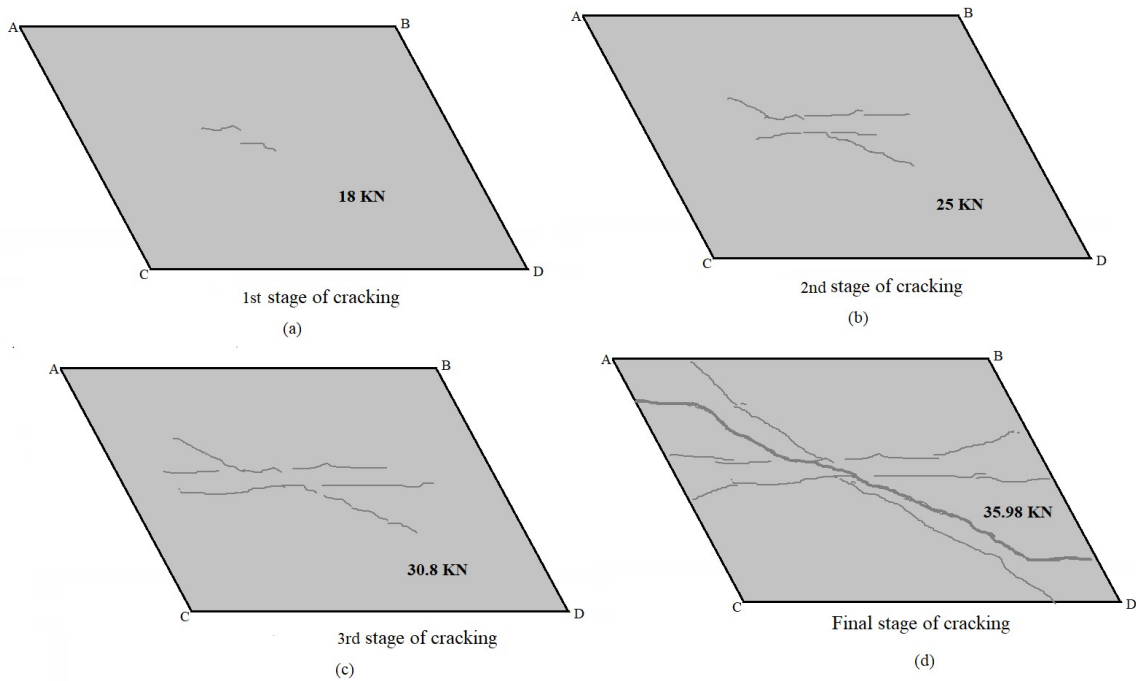 A
B
18 KN
C
D
1st stage of cracking
(a)
A
B
25 KN
C
D
2nd stage of cracking
(b)
A
B
30.8 KN
C
D
3rd stage of cracking
(c)
A
B
35.98 KN
C
D
Final stage of cracking
(d)